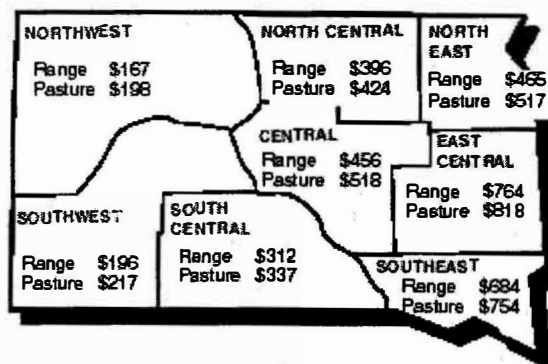 NORTHWEST
Range $167
Pasture $198
NORTH CENTRAL
Range $396
Pasture $424
NORTH
EAST
Range $465
Pasture $517
CENTRAL
Range $456
Pasture $518
EAST
CENTRAL
Range $764
Pasture $818
SOUTHWEST
Range $196
Pasture $217
SOUTH
CENTRAL
Range $312
Pasture $337
SOUTHEAST
Range $684
Pasture $754